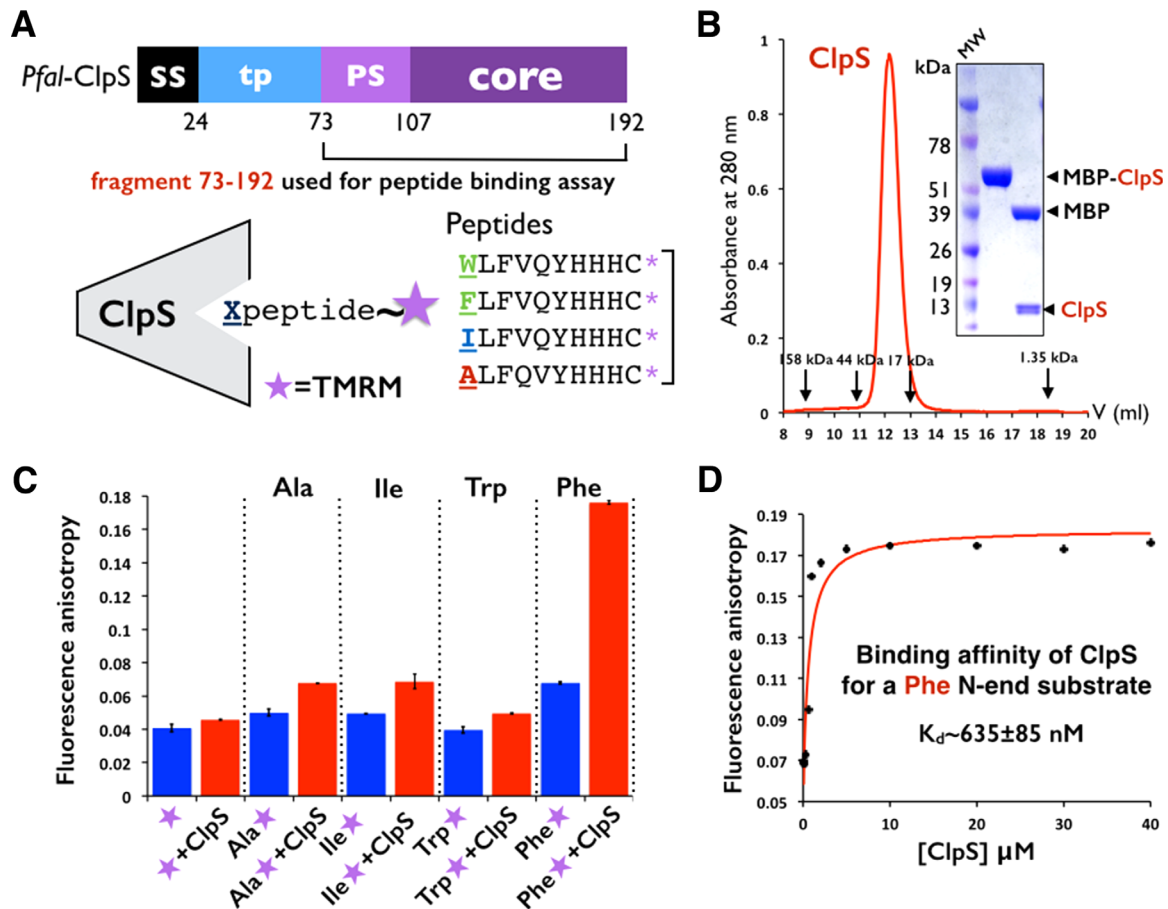 A
Pfal-ClpS
ss
tp
PS
core
24
73
107
192
fragment 73-192 used for peptide binding assay
Peptides
ClpS
Xpeptide~
WLFVQYHHHC*
FLFVQYHHHC*
ILFVQYHHHC*
ALFQVYHHHC*
=TMRM
B
ClpS
Absorbance at 280 nm
1
0.8
0.6
0.4
0.2
0
158 kDa
44 kDa
17 kDa
1.35 kDa
8 9 10 11 12 13 14 15 16 17 18 19 20
V (ml)
MW
kDa
78
51
39
26
19
13
MBP-ClpS
MBP
ClpS
C
Fluorescence anisotropy
0.18
0.16
0.14
0.12
0.1
0.08
0.06
0.04
0.02
0
Ala
Ile
Trp
Phe
+ClpS
Ala
Ala +ClpS
Ile
Ile +ClpS
Trp
Trp +ClpS
Phe
Phe +ClpS
D
Fluorescence anisotropy
0.19
0.17
0.15
0.13
0.11
0.09
0.07
0.05
Binding affinity of ClpS
for a Phe N-end substrate
Kd~635±85 nM
0 10 20 30 40
[ClpS] µM